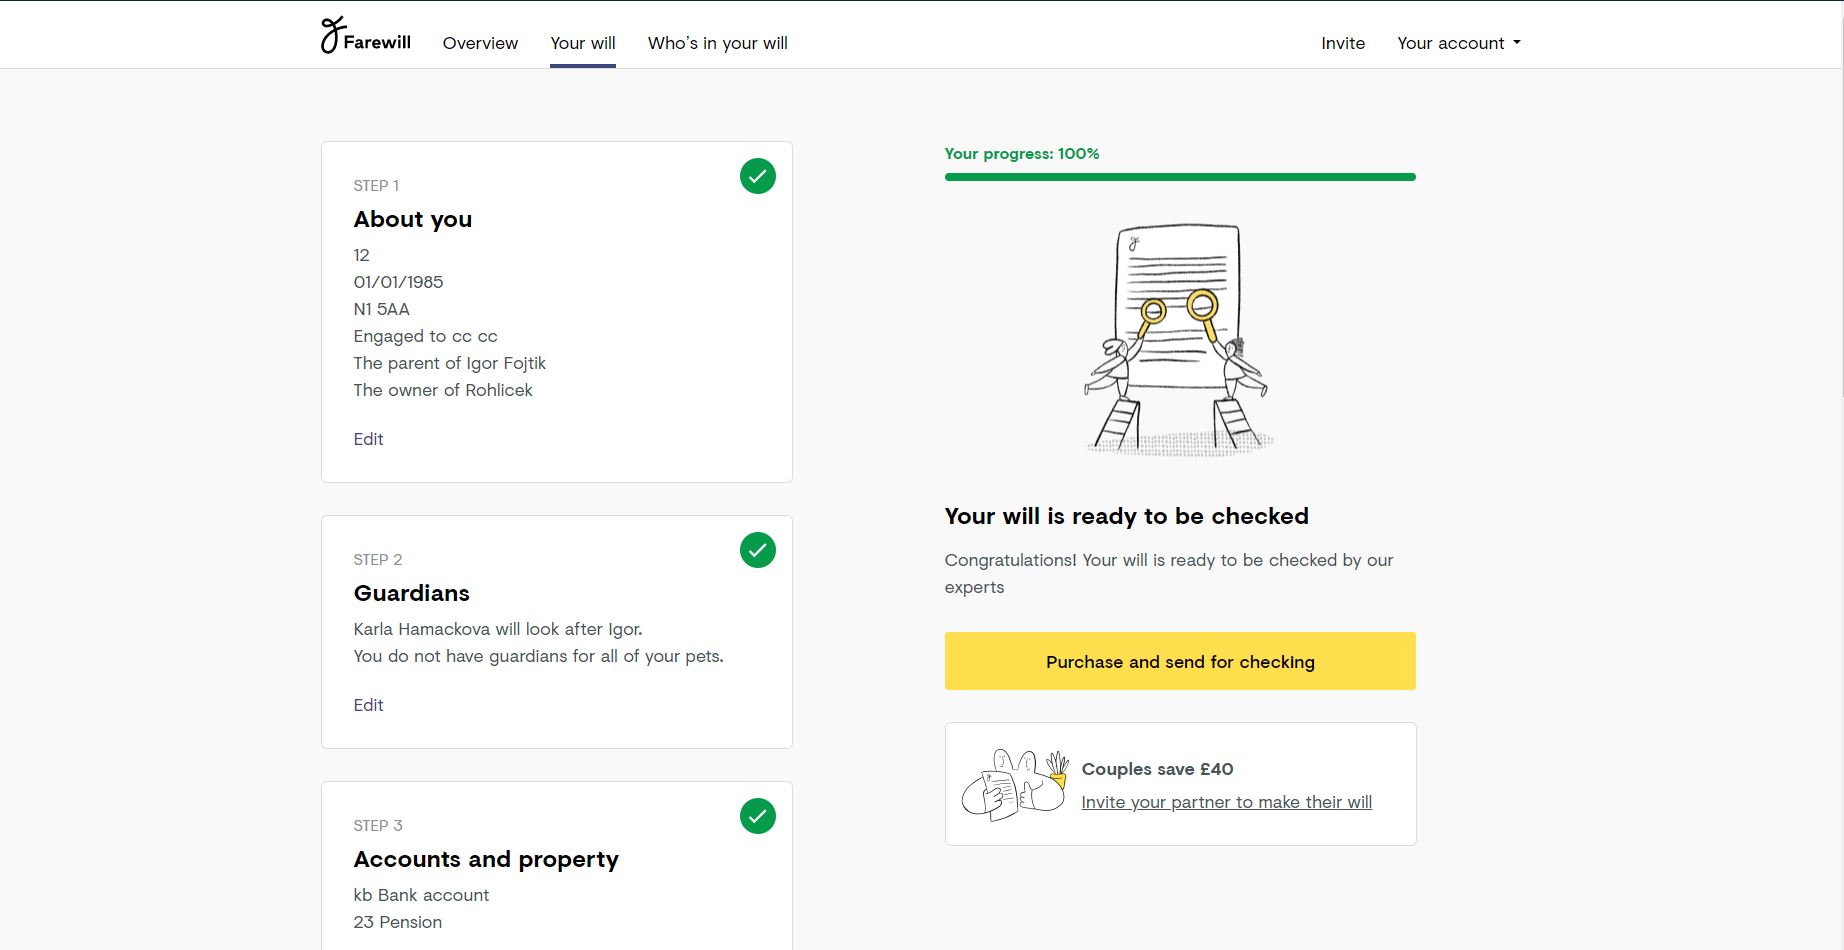 Farewill
Overview
Your will
Who's in your will
Invite
Your account
STEP 1
About you
12
01/01/1985
N1 5AA
Engaged to cc cc
The parent of Igor Fojtik
The owner of Rohlicek
Edit
STEP 2
Guardians
Karla Hamackova will look after Igor.
You do not have guardians for all of your pets.
Edit
STEP 3
Accounts and property
kb Bank account
23 Pension
Your progress: 100%
Your will is ready to be checked
Congratulations! Your will is ready to be checked by our
experts
Purchase and send for checking
Couples save £40
Invite your partner to make their will